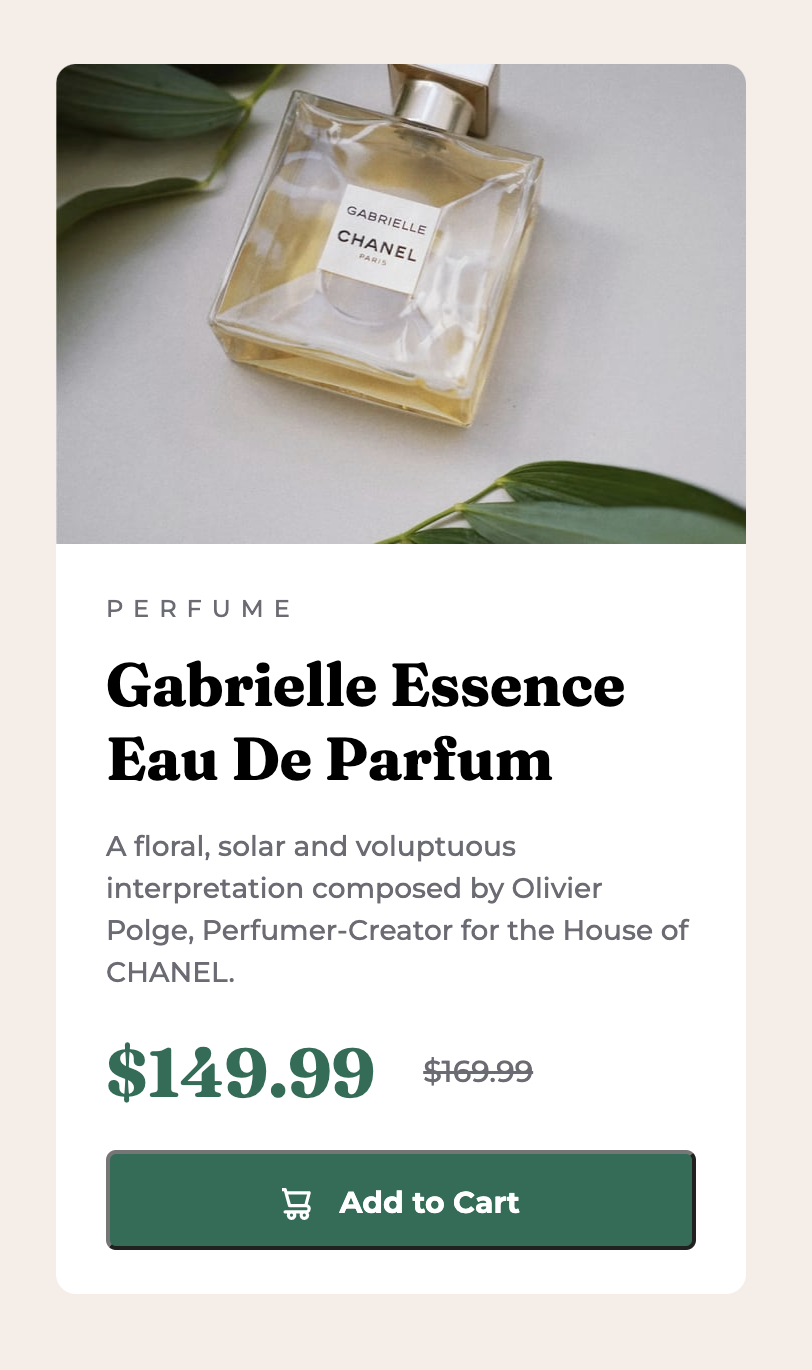 GABRIELLE
CHANEL
PARIS
PERFUME
Gabrielle Essence
Eau De Parfum
A floral, solar and voluptuous
interpretation composed by Olivier
Polge, Perfumer-Creator for the House of
CHANEL.
$149.99 $169.99
Add to Cart